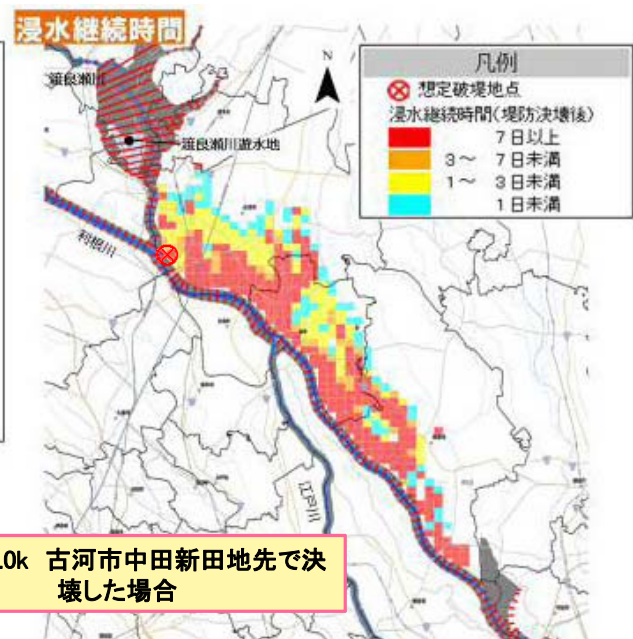 浸水継続時間
渡良瀬川
渡良瀬川遊水地
N
凡例
想定破堤地点
浸水継続時間(堤防決壊後)
7日以上
3～ 7日未満
1～ 3日未満
1日未満
利根川
江戸川
.0k 古河市中田新田地先で決
壊した場合